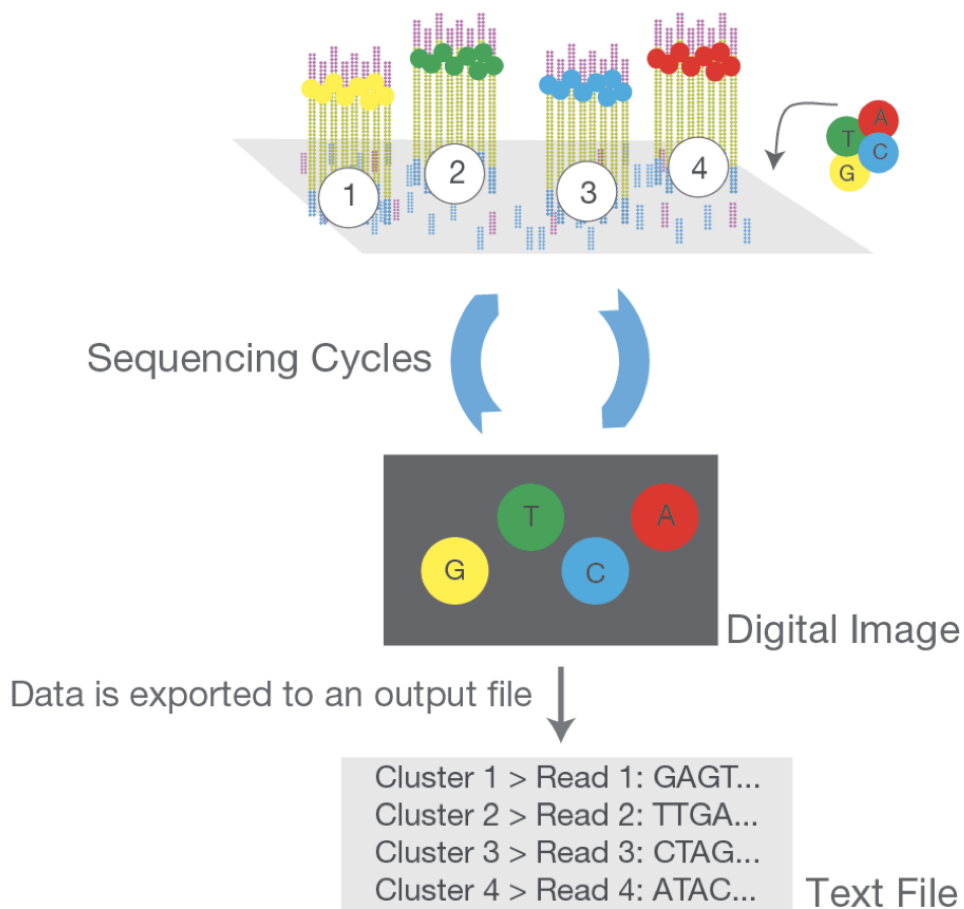 1
2
3
4
A
T
C
G
Sequencing Cycles
T
A
G
C
Digital Image
Data is exported to an output file
Cluster 1 > Read 1: GAGT...
Cluster 2 > Read 2: TTGA...
Cluster 3 > Read 3: CTAG...
Cluster 4 > Read 4: ATAC...
Text File